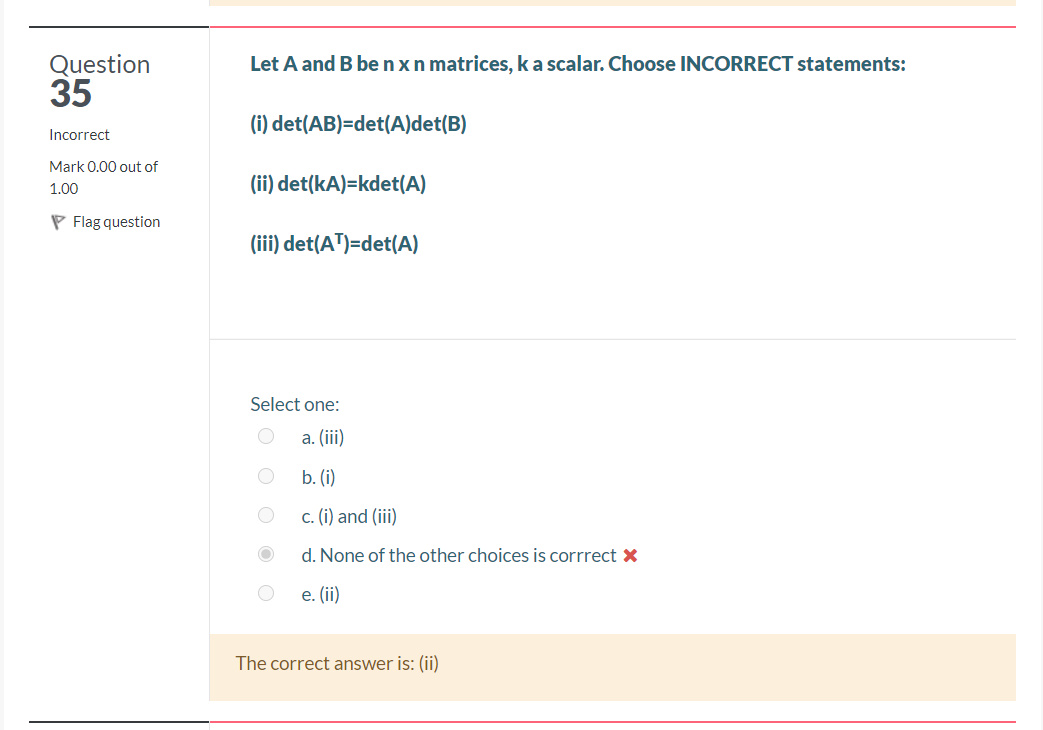 Question
35
Incorrect
Mark 0.00 out of
1.00
Flag question
Let A and B be n x n matrices, k a scalar. Choose INCORRECT statements:
(i) det(AB)=det(A)det(B)
(ii) det(kA)=kdet(A)
(iii) det(Aᵀ)=det(A)
Select one:
a. (iii)
b. (i)
c. (i) and (iii)
d. None of the other choices is corrrect
e. (ii)
The correct answer is: (ii)